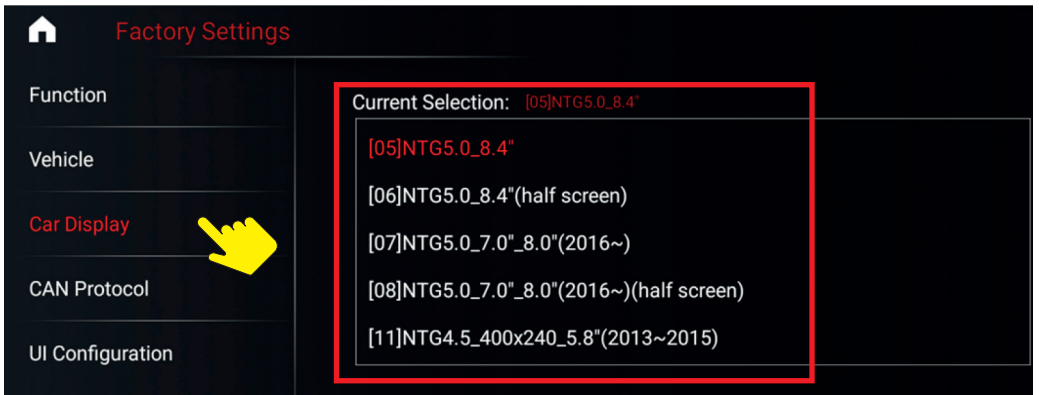 Factory Settings
Function
Vehicle
Car Display
CAN Protocol
UI Configuration
Current Selection: [05]NTG5.0_8.4"
[05]NTG5.0_8.4"
[06]NTG5.0_8.4"(half screen)
[07]NTG5.0_7.0"_8.0"(2016~)
[08]NTG5.0_7.0"_8.0"(2016~)(half screen)
[11]NTG4.5_400x240_5.8"(2013~2015)